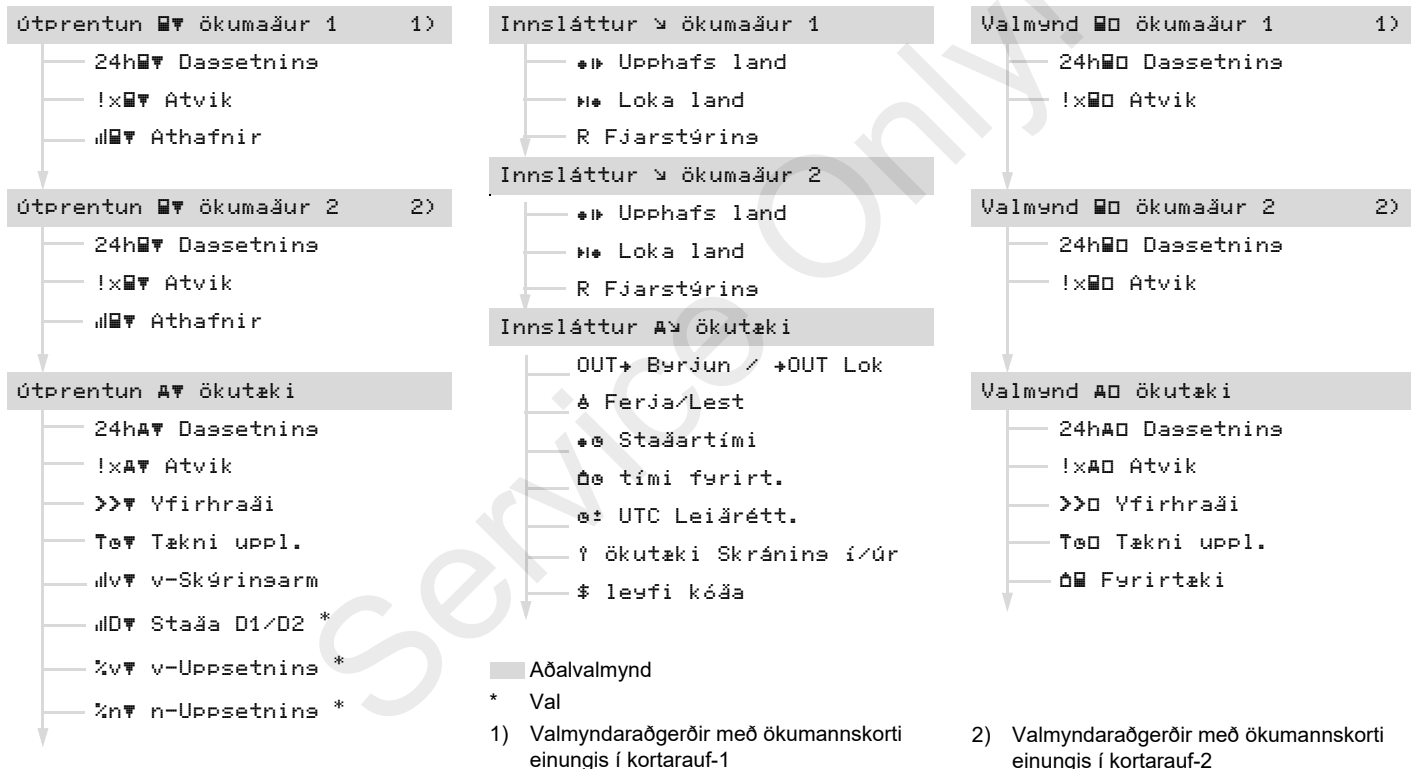 útprentun ökumaður 1 1)
24h Dagsetning
!x Atvik
Athafnir
útprentun ökumaður 2 2)
24h Dagsetning
!x Atvik
Athafnir
útprentun ökutæki
24h Dagsetning
!x Atvik
>> Yfirhraði
T Tækni uppl.
v v-Skýringarm
D Staða D1/D2 *
%v v-Uppsetning *
%n n-Uppsetning *
Innsláttur ökumaður 1
Upphafs land
Loka land
R Fjarstýring
Innsláttur ökumaður 2
Upphafs land
Loka land
R Fjarstýring
Innsláttur ökutæki
OUT→ Byrjun / →OUT Lok
Ferja/Lest
Staðartími
tími fyrirt.
UTC Leiðrétt.
ökutæki Skráning í/úr
$ leyfi kóða
Aðalvalmynd
* Val
1) Valmyndaraðgerðir með ökumannskorti
einungis í kortarauf-1
Valmynd ökumaður 1 1)
24h Dagsetning
!x Atvik
Valmynd ökumaður 2 2)
24h Dagsetning
!x Atvik
Valmynd ökutæki
24h Dagsetning
!x Atvik
>> Yfirhraði
T Tækni uppl.
Fyrirtæki
2) Valmyndaraðgerðir með ökumannskorti
einungis í kortarauf-2
Service Only!